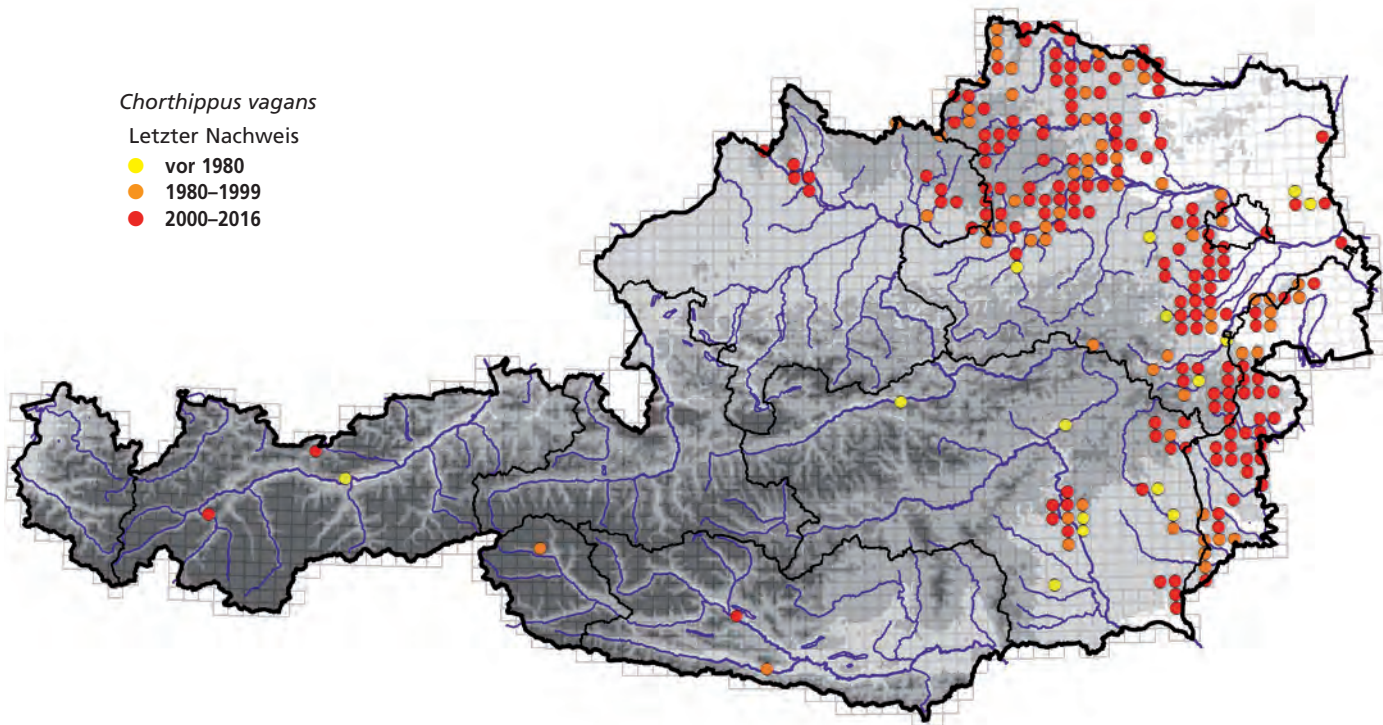 Chorthippus vagans
Letzter Nachweis
vor 1980
1980–1999
2000–2016